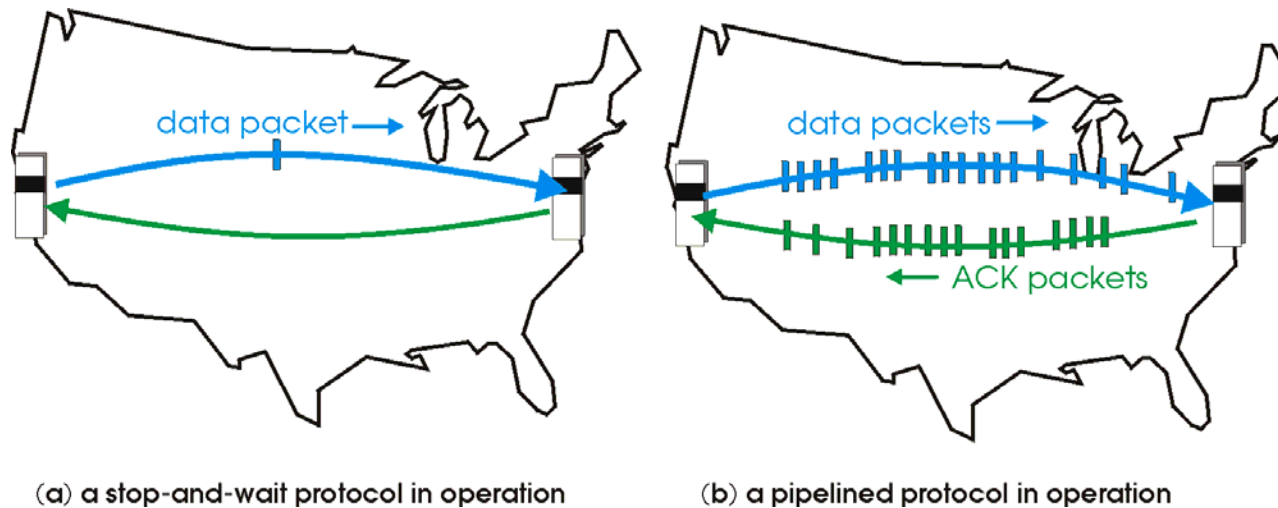 data packet
data packets
ACK packets
(a) a stop-and-wait protocol in operation
(b) a pipelined protocol in operation